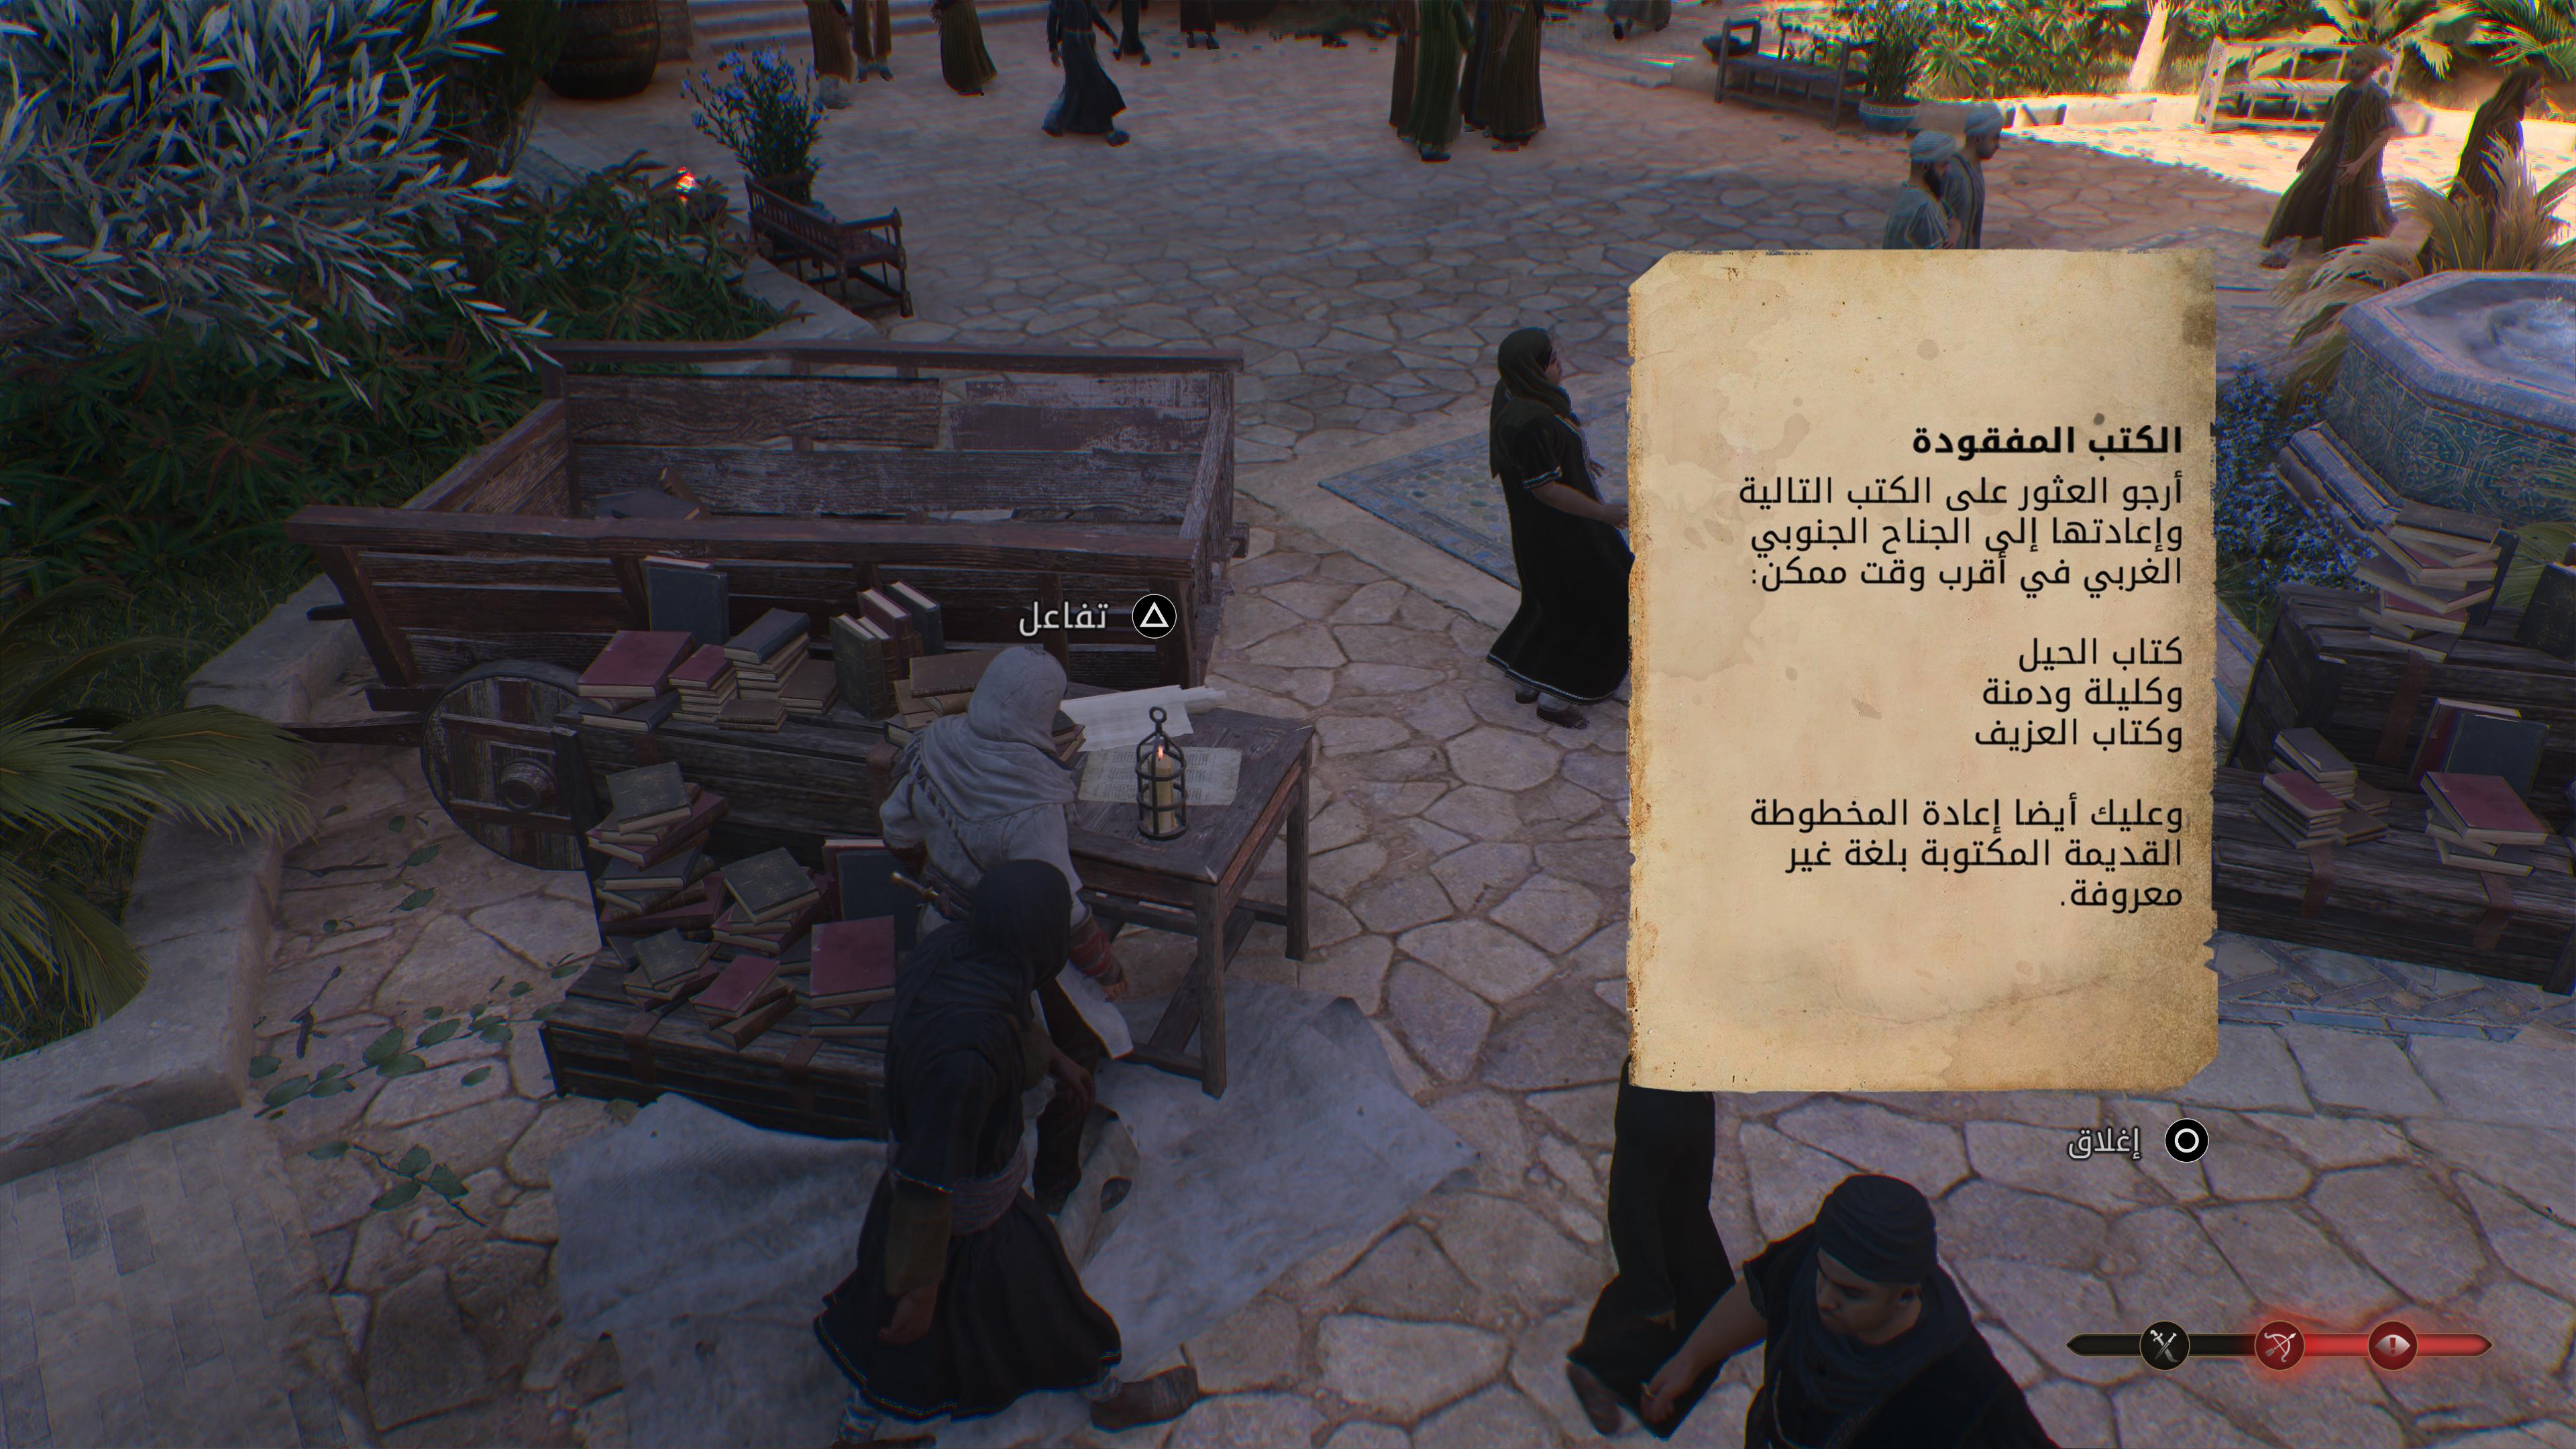 الكتب المفقودة
أرجو العثور على الكتب التالية
وإعادتها إلى الجناح الجنوبي
الغربي في أقرب وقت ممكن:
كتاب الحيل
وكليلة ودمنة
وكتاب العزيف
وعليك أيضا إعادة المخطوطة
القديمة المكتوبة بلغة غير
معروفة.
تفاعل
إغلاق